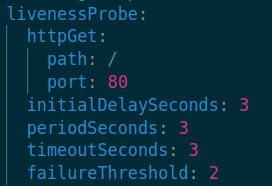 livenessProbe:
  httpGet:
    path: /
    port: 80
  initialDelaySeconds: 3
  periodSeconds: 3
  timeoutSeconds: 3
  failureThreshold: 2